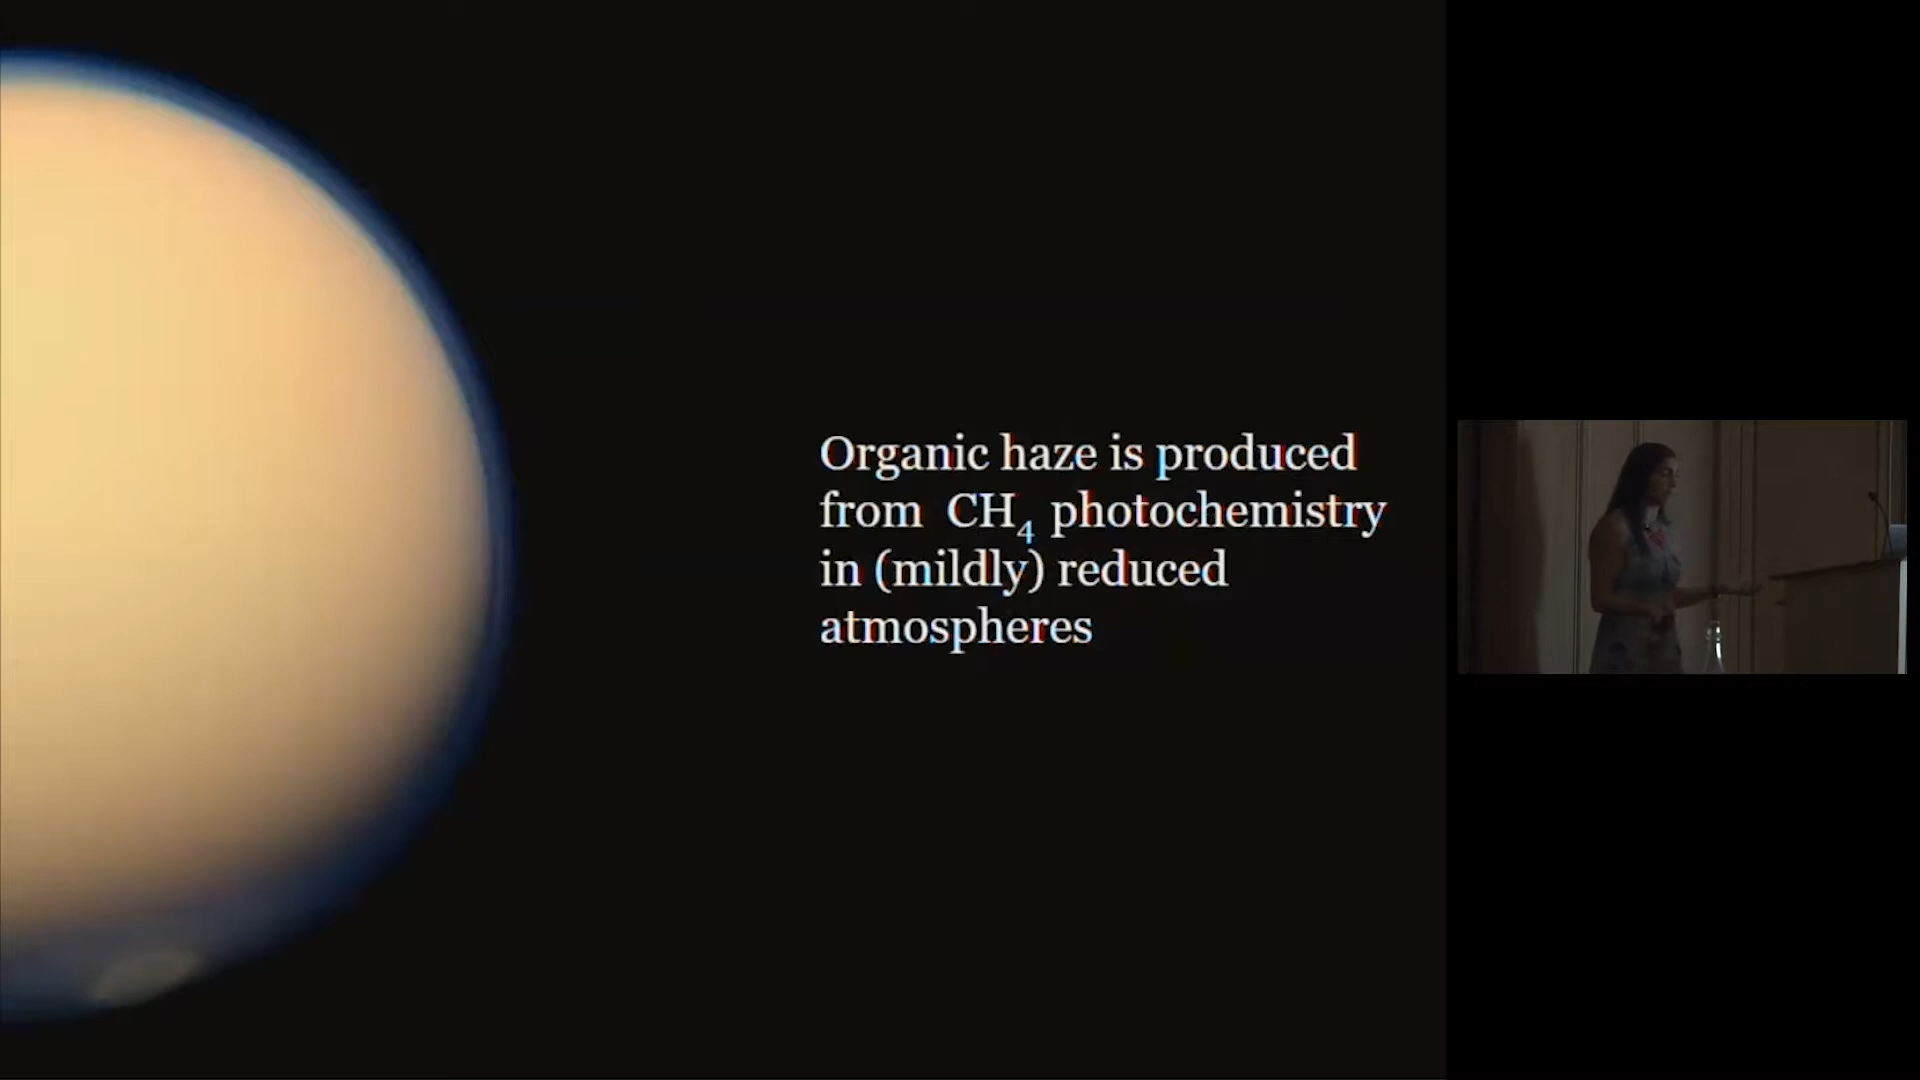 Organic haze is produced
from CH₄ photochemistry
in (mildly) reduced
atmospheres